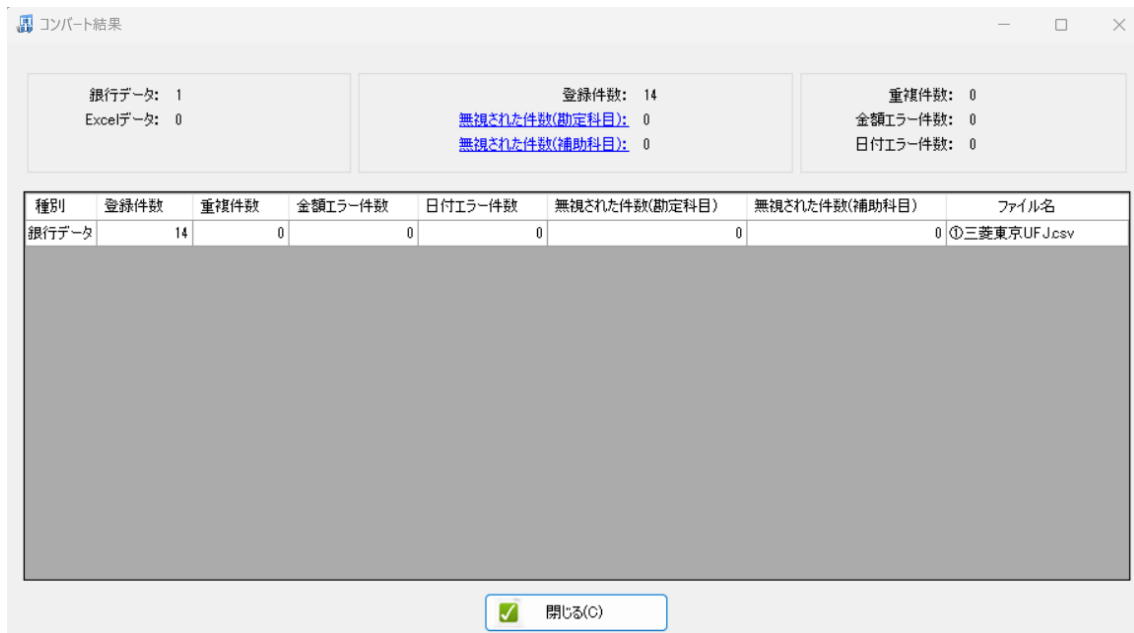 コンバート結果
銀行データ: 1
Excelデータ: 0
登録件数: 14
無視された件数(勘定科目): 0
無視された件数(補助科目): 0
重複件数: 0
金額エラー件数: 0
日付エラー件数: 0
種別 登録件数 重複件数 金額エラー件数 日付エラー件数 無視された件数(勘定科目) 無視された件数(補助科目) ファイル名
銀行データ 14 0 0 0 0 0 ①三菱東京UFJ.csv
閉じる(C)